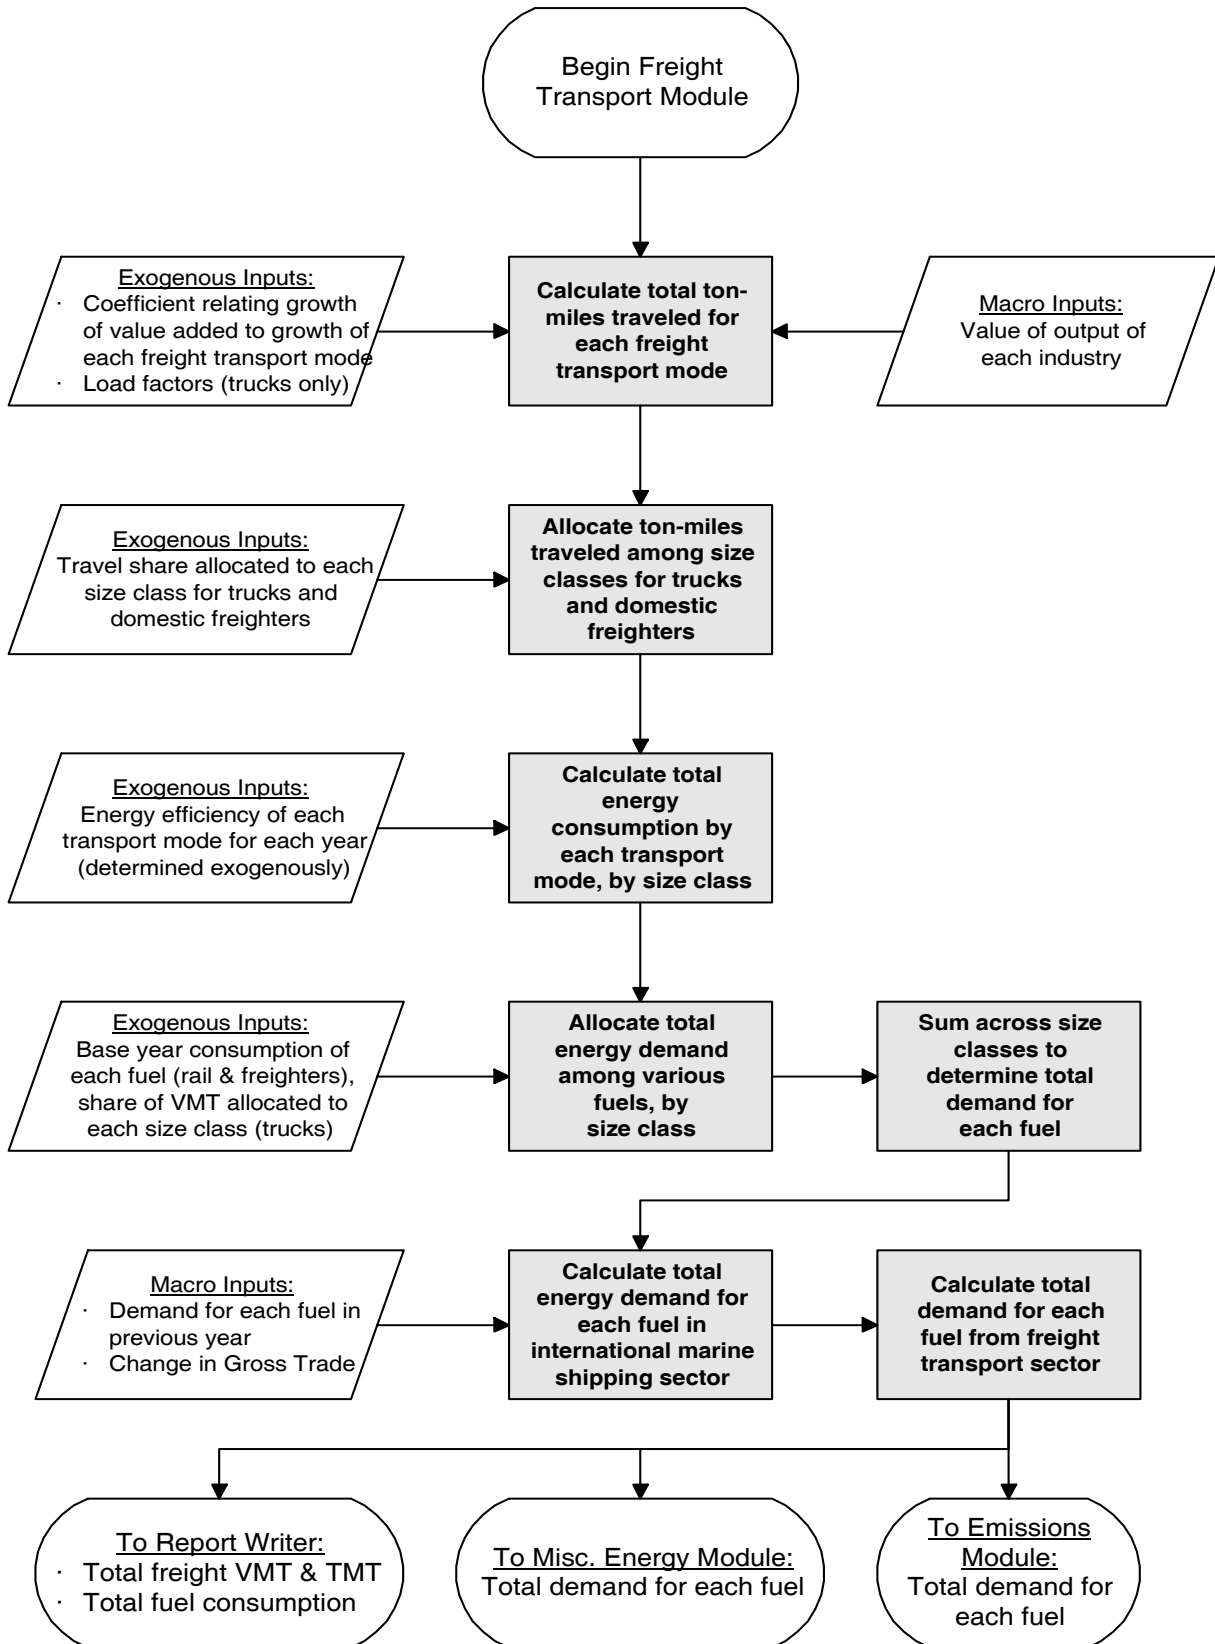 Begin Freight
Transport Module
Exogenous Inputs:
· Coefficient relating growth
of value added to growth of
each freight transport mode
· Load factors (trucks only)
Calculate total ton-
miles traveled for
each freight
transport mode
Macro Inputs:
Value of output of
each industry
Exogenous Inputs:
Travel share allocated to each
size class for trucks and
domestic freighters
Allocate ton-miles
traveled among size
classes for trucks
and domestic
freighters
Exogenous Inputs:
Energy efficiency of each
transport mode for each year
(determined exogenously)
Calculate total
energy
consumption by
each transport
mode, by size class
Exogenous Inputs:
Base year consumption of
each fuel (rail & freighters),
share of VMT allocated to
each size class (trucks)
Allocate total
energy demand
among various
fuels, by
size class
Sum across size
classes to
determine total
demand for
each fuel
Macro Inputs:
· Demand for each fuel in
previous year
· Change in Gross Trade
Calculate total
energy demand for
each fuel in
international marine
shipping sector
Calculate total
demand for each
fuel from freight
transport sector
To Report Writer:
· Total freight VMT & TMT
· Total fuel consumption
To Misc. Energy Module:
Total demand for each fuel
To Emissions
Module:
Total demand for
each fuel